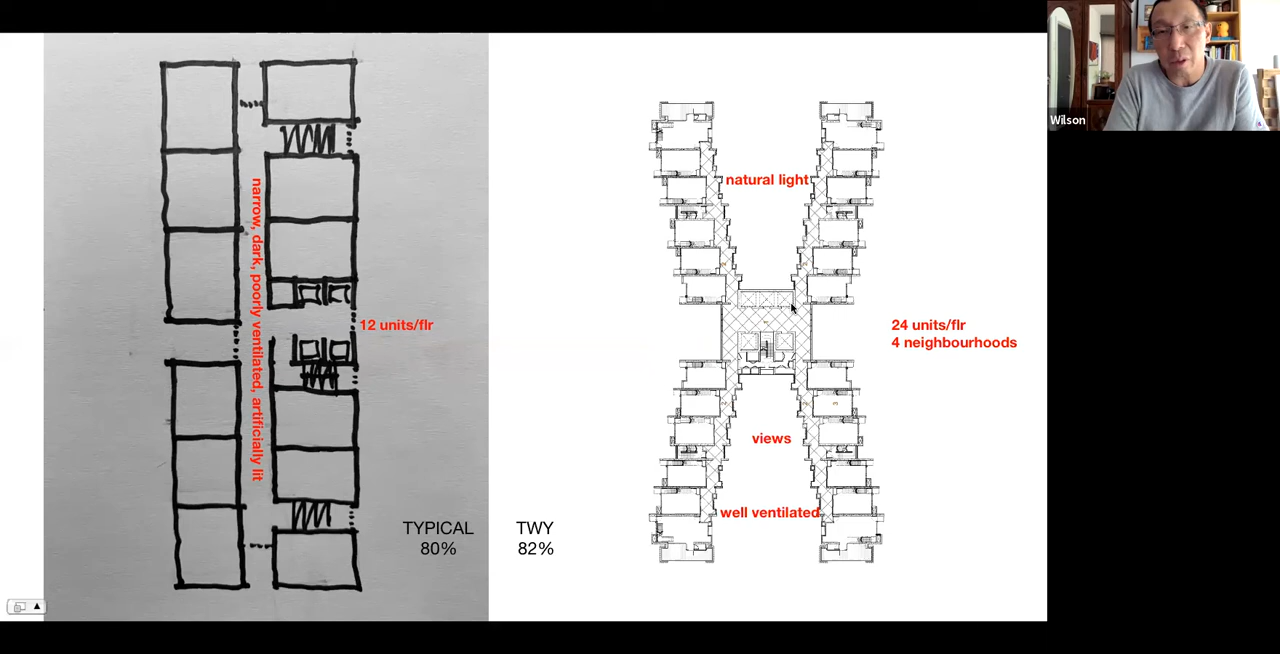 narrow, dark, poorly ventilated, artificially lit
12 units/flr
TYPICAL
80%
TWY
82%
natural light
24 units/flr
4 neighbourhoods
views
well ventilated
Wilson